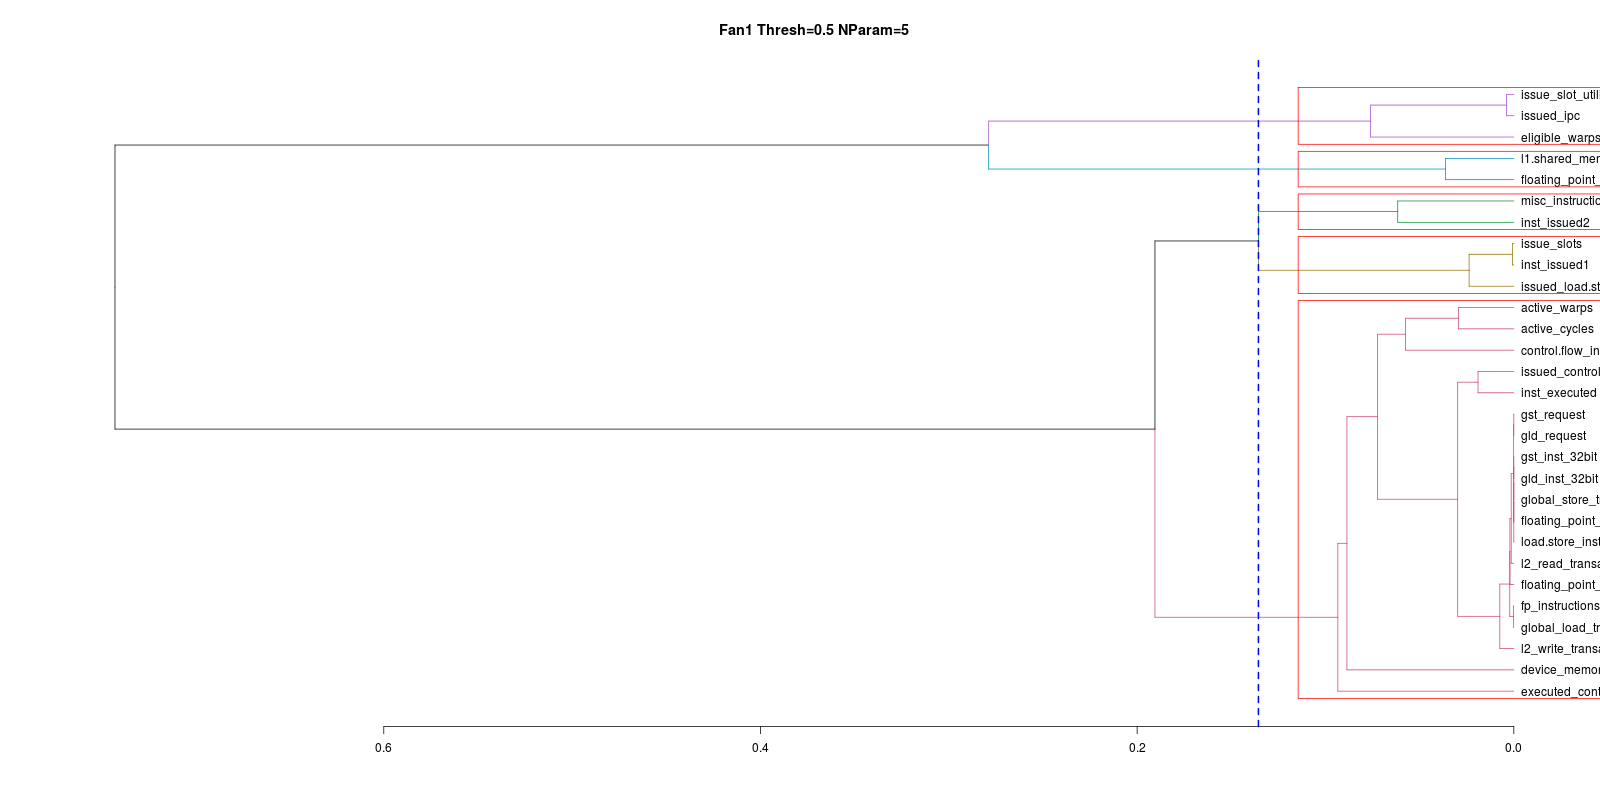 Fan1 Thresh=0.5 NParam=5
issue_slot_util
issued_ipc
eligible_warps
l1.shared_mer
floating_point_
misc_instructio
inst_issued2
issue_slots
inst_issued1
issued_load.st
active_warps
active_cycles
control.flow_in
issued_control
inst_executed
gst_request
gld_request
gst_inst_32bit
gld_inst_32bit
global_store_t
floating_point_
load.store_inst
l2_read_transa
floating_point_
fp_instructions
global_load_tr
l2_write_transa
device_memor
executed_cont
0.6 0.4 0.2 0.0